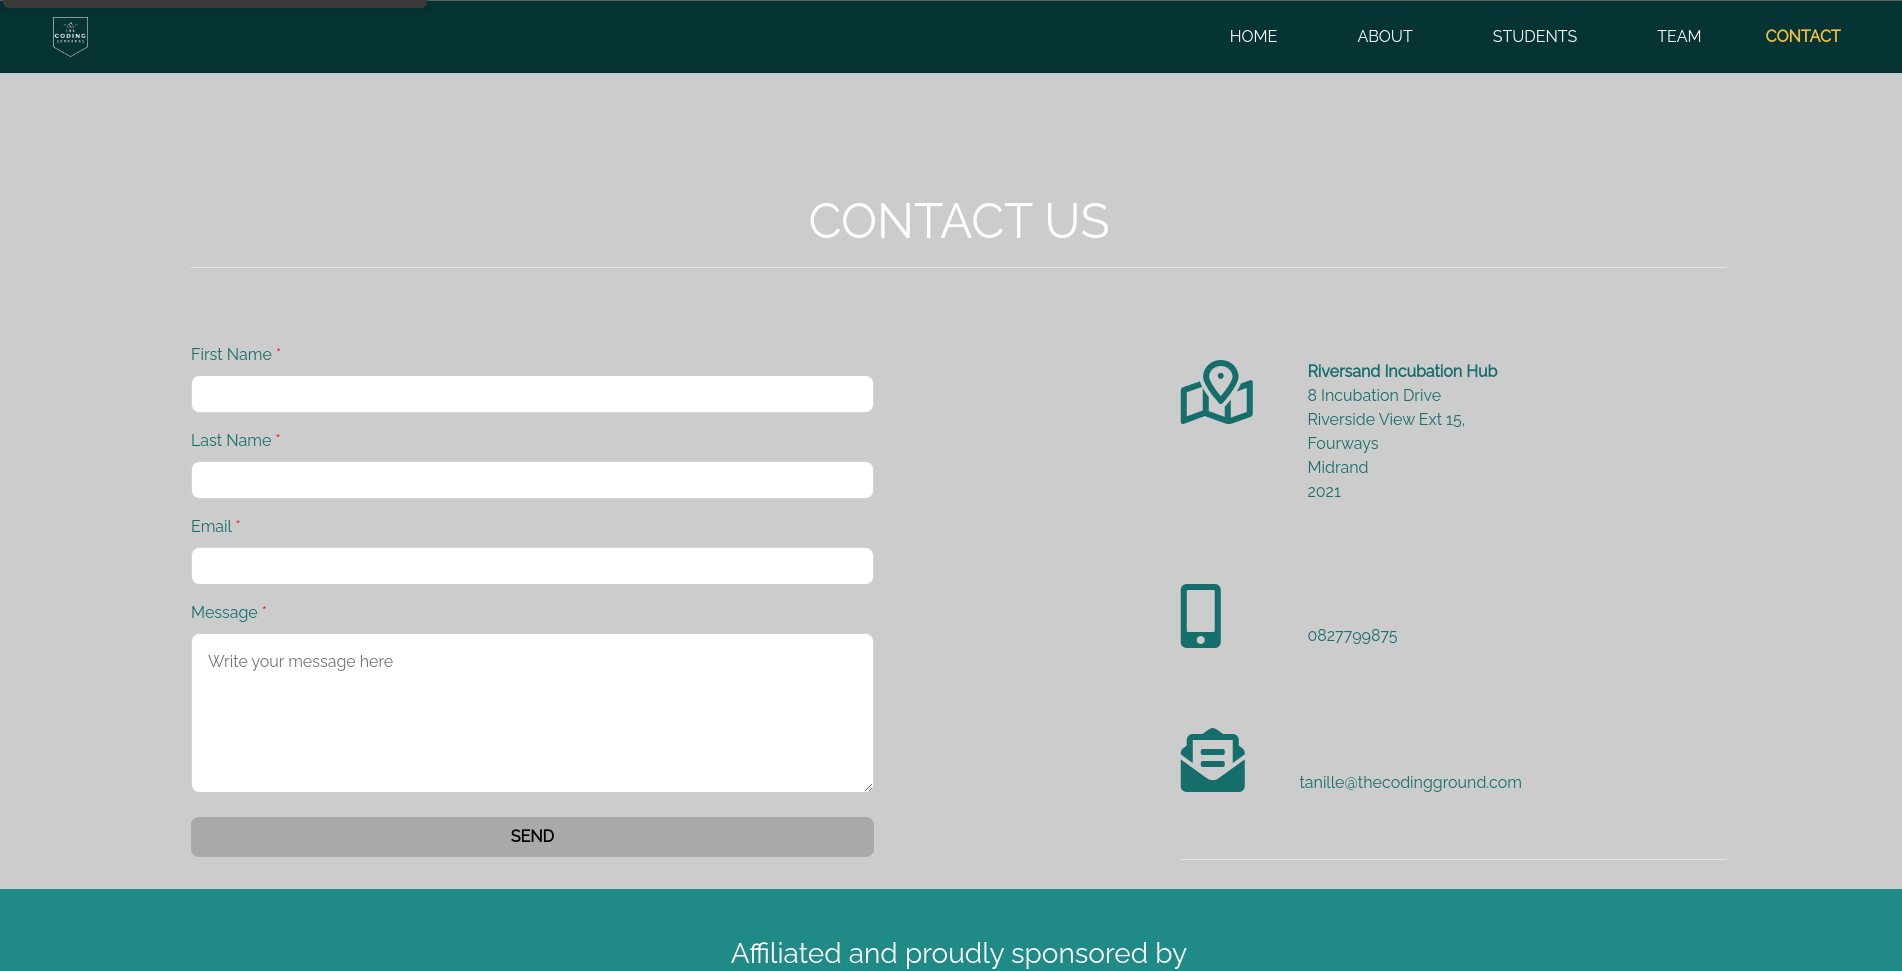 THE
CODING
GROUND
HOME
ABOUT
STUDENTS
TEAM
CONTACT
CONTACT US
First Name *
Last Name *
Email *
Message *
Write your message here
SEND
Riversand Incubation Hub
8 Incubation Drive
Riverside View Ext 15,
Fourways
Midrand
2021
0827799875
tanille@thecodingground.com
Affiliated and proudly sponsored by